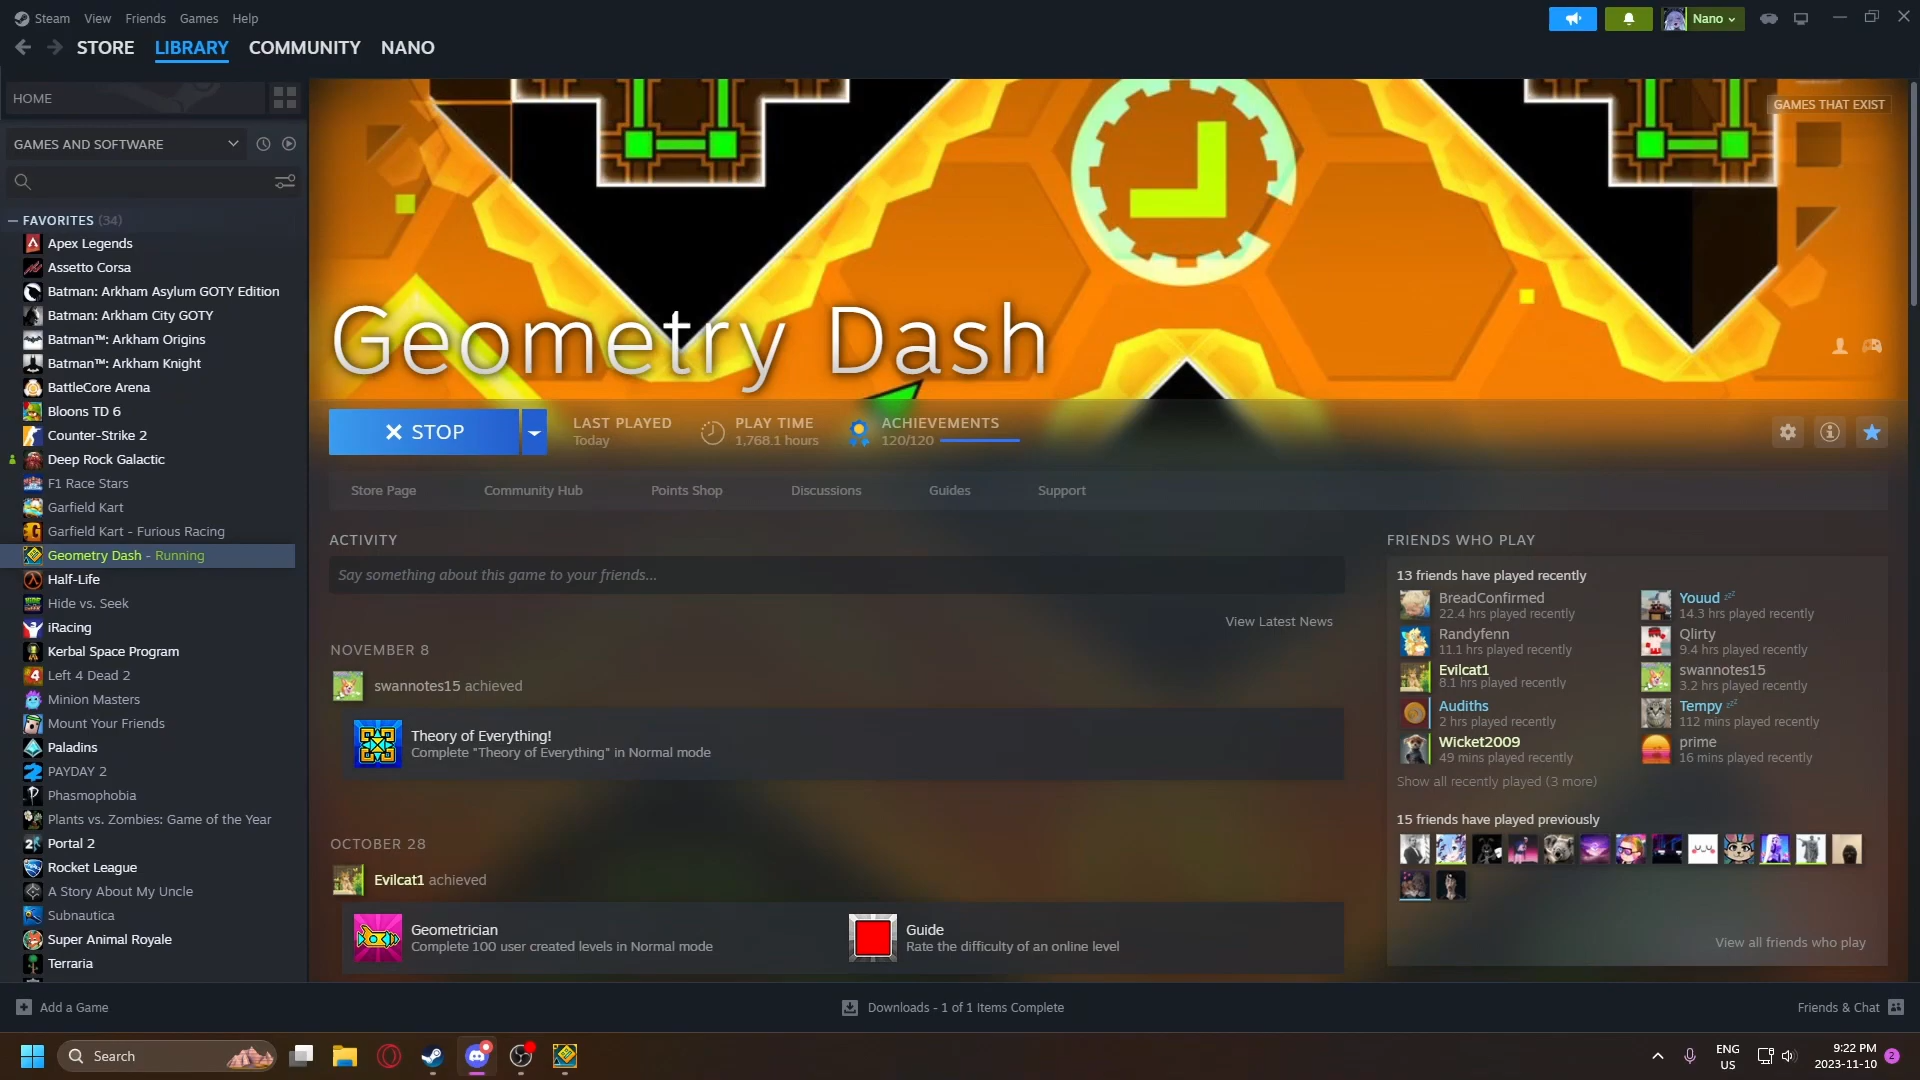 Steam View Friends Games Help
Nano
STORE LIBRARY COMMUNITY NANO
HOME
GAMES THAT EXIST
GAMES AND SOFTWARE
FAVORITES (34)
Apex Legends
Assetto Corsa
Batman: Arkham Asylum GOTY Edition
Batman: Arkham City GOTY
Batman™: Arkham Origins
Batman™: Arkham Knight
BattleCore Arena
Bloons TD 6
Counter-Strike 2
Deep Rock Galactic
F1 Race Stars
Garfield Kart
Garfield Kart - Furious Racing
Geometry Dash - Running
Half-Life
Hide vs. Seek
iRacing
Kerbal Space Program
Left 4 Dead 2
Minion Masters
Mount Your Friends
Paladins
PAYDAY 2
Phasmophobia
Plants vs. Zombies: Game of the Year
Portal 2
Rocket League
A Story About My Uncle
Subnautica
Super Animal Royale
Terraria
Geometry Dash
STOP
LAST PLAYED
Today
PLAY TIME
1,768.1 hours
ACHIEVEMENTS
120/120
Store Page Community Hub Points Shop Discussions Guides Support
ACTIVITY
Say something about this game to your friends...
View Latest News
NOVEMBER 8
swannotes15 achieved
Theory of Everything!
Complete "Theory of Everything" in Normal mode
OCTOBER 28
Evilcat1 achieved
Geometrician
Complete 100 user created levels in Normal mode
Guide
Rate the difficulty of an online level
FRIENDS WHO PLAY
13 friends have played recently
BreadConfirmed
22.4 hrs played recently
Youud zzz
14.3 hrs played recently
Randyfenn
11.1 hrs played recently
Qlirty
9.4 hrs played recently
Evilcat1
8.1 hrs played recently
swannotes15
3.2 hrs played recently
Audiths
2 hrs played recently
Tempy zzz
112 mins played recently
Wicket2009
49 mins played recently
prime
16 mins played recently
Show all recently played (3 more)
15 friends have played previously
View all friends who play
Add a Game
Downloads - 1 of 1 Items Complete
Friends & Chat
Search
ENG
US
9:22 PM
2023-11-10
2